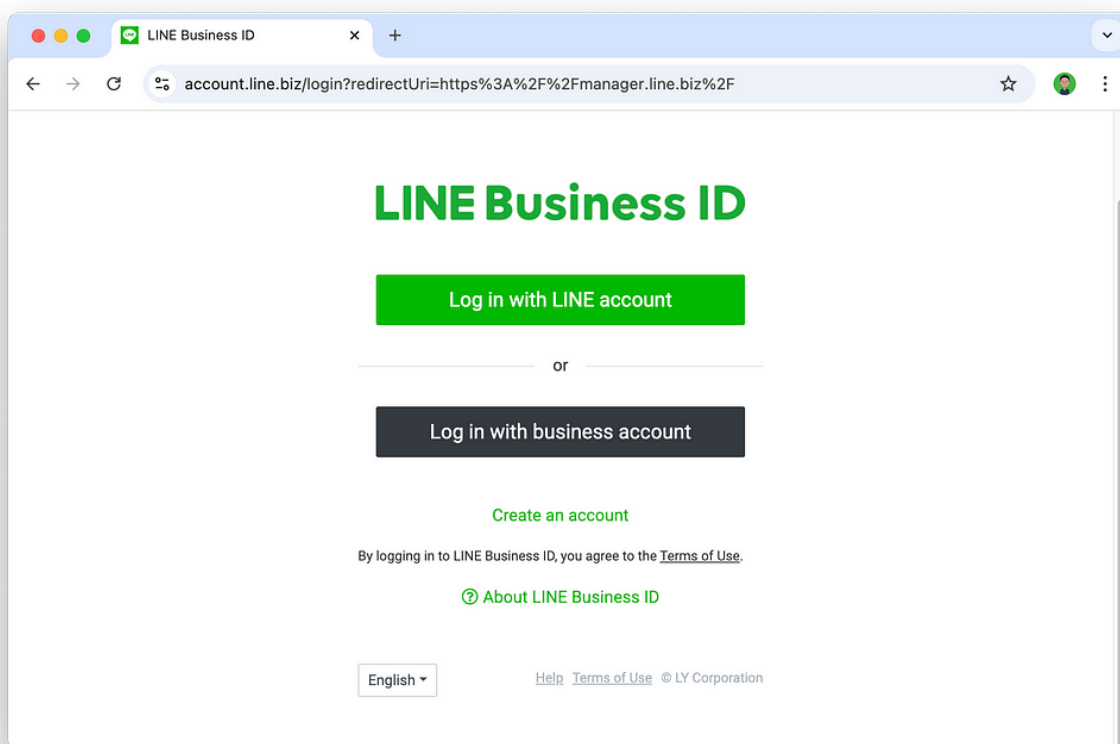 LINE Business ID
account.line.biz/login?redirectUri=https%3A%2F%2Fmanager.line.biz%2F
LINE Business ID
Log in with LINE account
or
Log in with business account
Create an account
By logging in to LINE Business ID, you agree to the Terms of Use.
About LINE Business ID
English
Help Terms of Use © LY Corporation